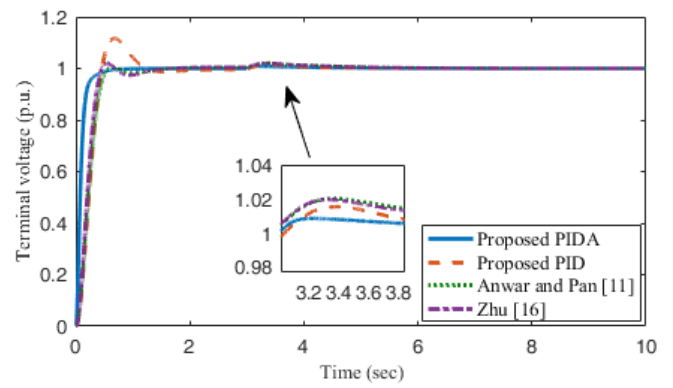 1.2
1
0.8
0.6
0.4
0.2
0
Terminal voltage (p.u.)
1.04
1.02
1
0.98
3.2 3.4 3.6 3.8
Proposed PIDA
Proposed PID
Anwar and Pan [11]
Zhu [16]
0 2 4 6 8 10
Time (sec)